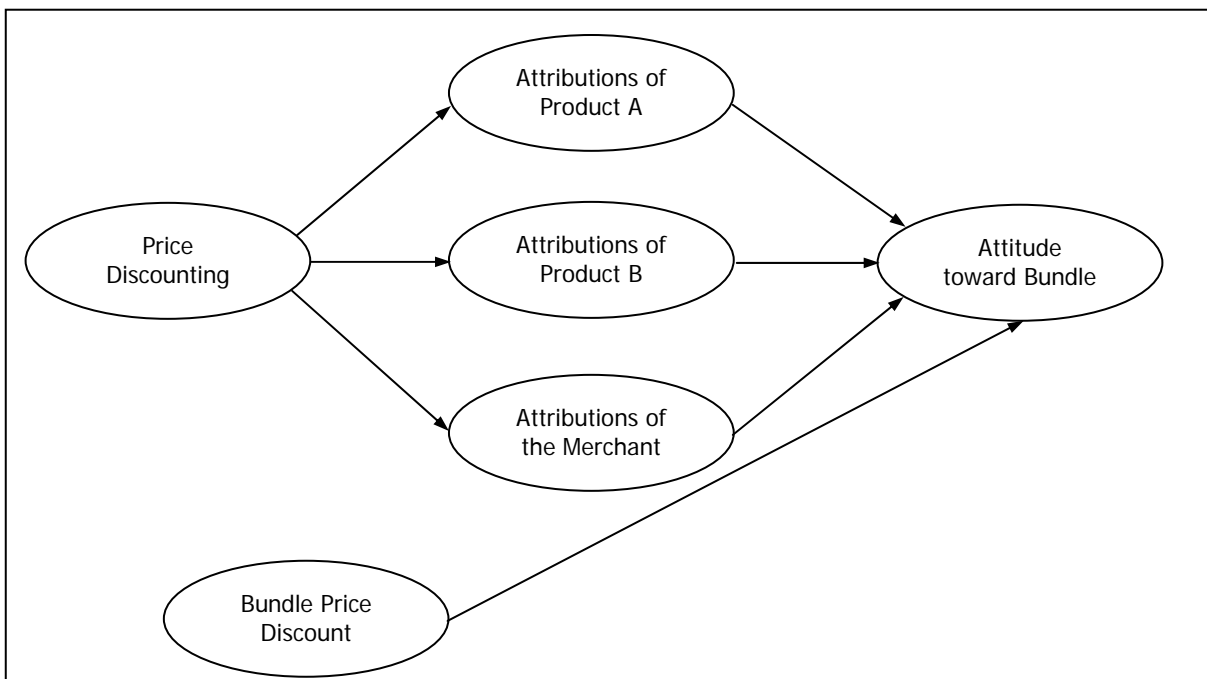 Attributions of
Product A
Price
Discounting
Attributions of
Product B
Attitude
toward Bundle
Attributions of
the Merchant
Bundle Price
Discount